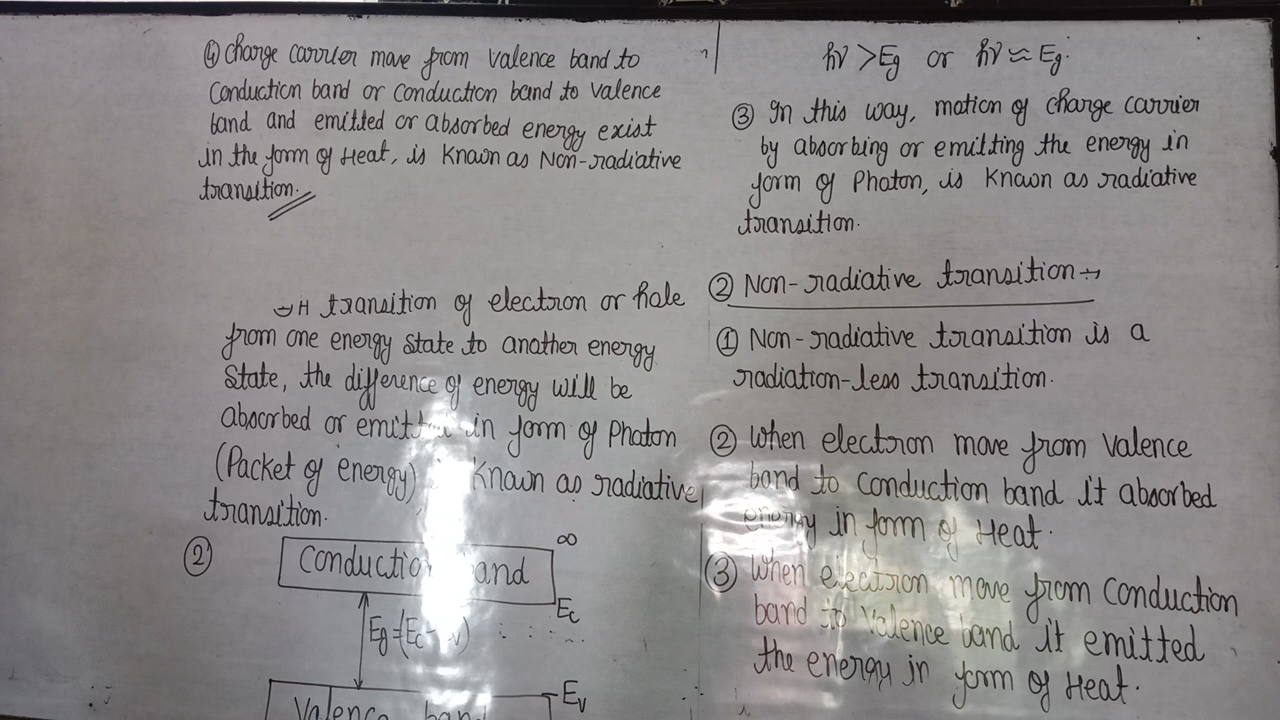 ④ charge carrier move from valence band to
conduction band or conduction band to valence
band and emitted or absorbed energy exist
in the form of Heat, is Known as Non-radiative
transition.
A transition of electron or hole
from one energy state to another energy
state, the difference of energy will be
absorbed or in form of Photon
(Packet of energy) Known as radiative
transition.
②
Conduction band
∞
Ec
Eg=(Ec-
Ev
Valence band
hν >Eg or hν ≈ Eg.
③ In this way, motion of charge carrier
by absorbing or emitting the energy in
form of Photon, is Known as radiative
transition.
② Non-radiative transition→
① Non-radiative transition is a
radiation-less transition.
② When electron move from valence
band to conduction band it absorbed
energy in form of Heat.
③ When electron move from conduction
band to valence band it emitted
the energy in form of Heat.